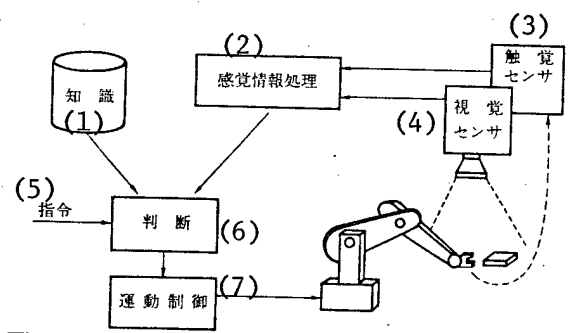 (3)
触覚
センサ
(2)
感覚情報処理
知識
(1)
(4)
視覚
センサ
(5)
指令
判断
(6)
運動制御
(7)